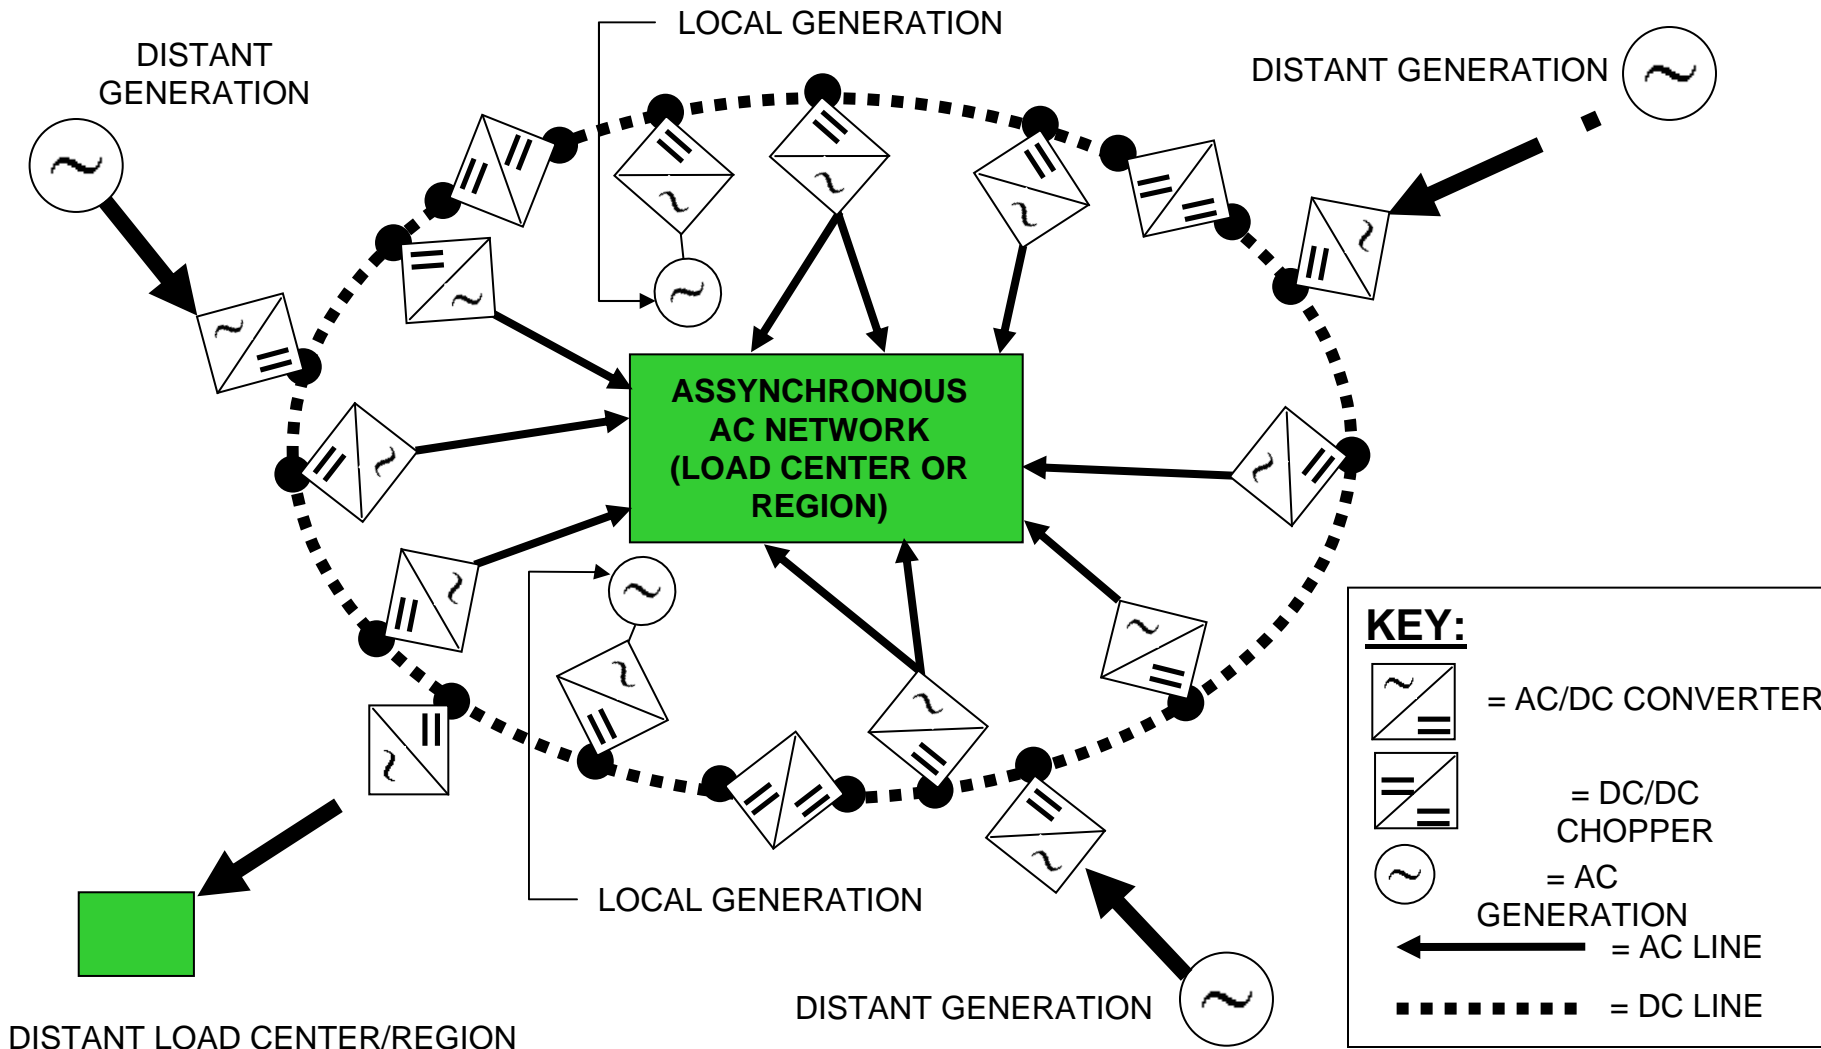 LOCAL GENERATION
DISTANT
GENERATION
DISTANT GENERATION
ASSYNCHRONOUS
AC NETWORK
(LOAD CENTER OR
REGION)
KEY:
= AC/DC CONVERTER
= DC/DC
CHOPPER
= AC
GENERATION
= AC LINE
= DC LINE
LOCAL GENERATION
DISTANT GENERATION
DISTANT LOAD CENTER/REGION